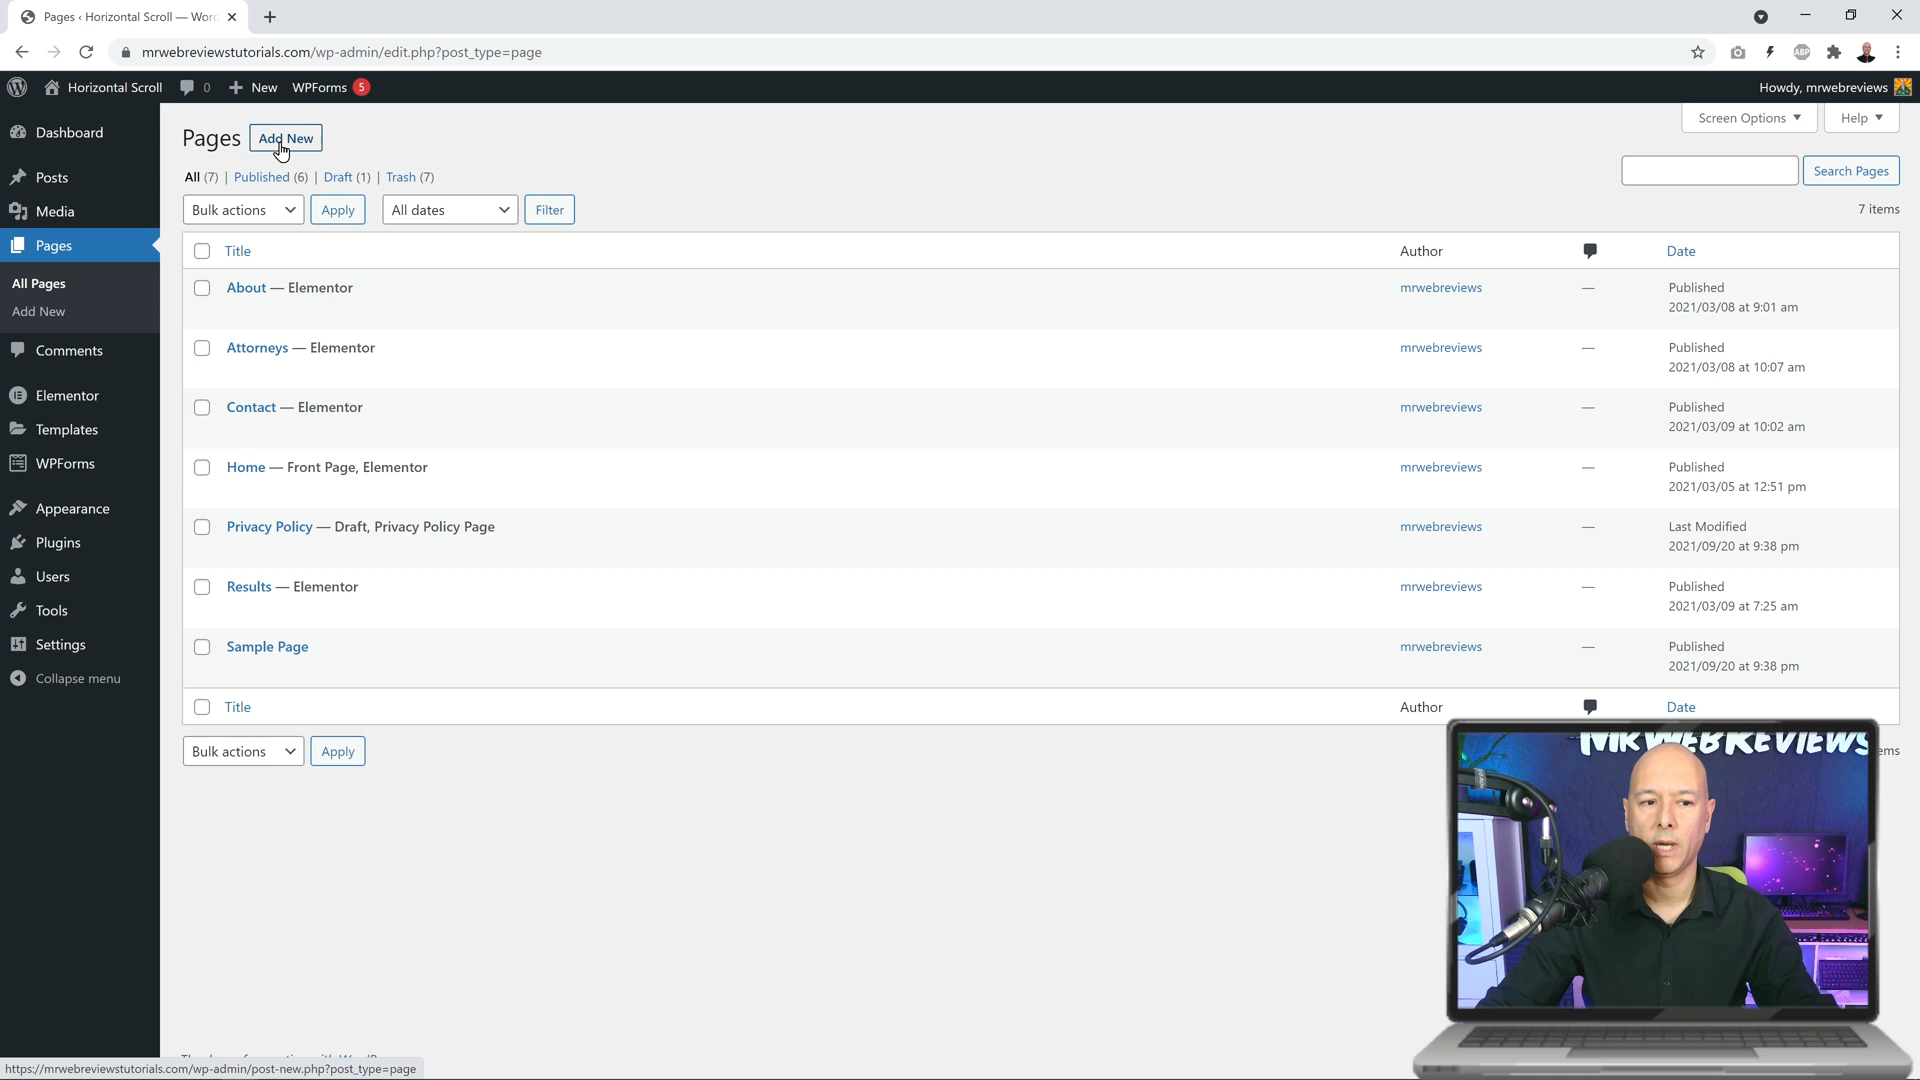 Pages ‹ Horizontal Scroll — Word
mrwebreviewstutorials.com/wp-admin/edit.php?post_type=page
ABP
Horizontal Scroll
0
New
WPForms 5
Howdy, mrwebreviews
Dashboard
Posts
Media
Pages
All Pages
Add New
Comments
Elementor
Templates
WPForms
Appearance
Plugins
Users
Tools
Settings
Collapse menu
Pages Add New
Screen Options
Help
All (7) | Published (6) | Draft (1) | Trash (7)
Search Pages
Bulk actions Apply All dates Filter
7 items
Title Author Date
About — Elementor mrwebreviews — Published
2021/03/08 at 9:01 am
Attorneys — Elementor mrwebreviews — Published
2021/03/08 at 10:07 am
Contact — Elementor mrwebreviews — Published
2021/03/09 at 10:02 am
Home — Front Page, Elementor mrwebreviews — Published
2021/03/05 at 12:51 pm
Privacy Policy — Draft, Privacy Policy Page mrwebreviews — Last Modified
2021/09/20 at 9:38 pm
Results — Elementor mrwebreviews — Published
2021/03/09 at 7:25 am
Sample Page mrwebreviews — Published
2021/09/20 at 9:38 pm
Title Author Date
Bulk actions Apply
ems
MR WEB REVIEWS
https://mrwebreviewstutorials.com/wp-admin/post-new.php?post_type=page